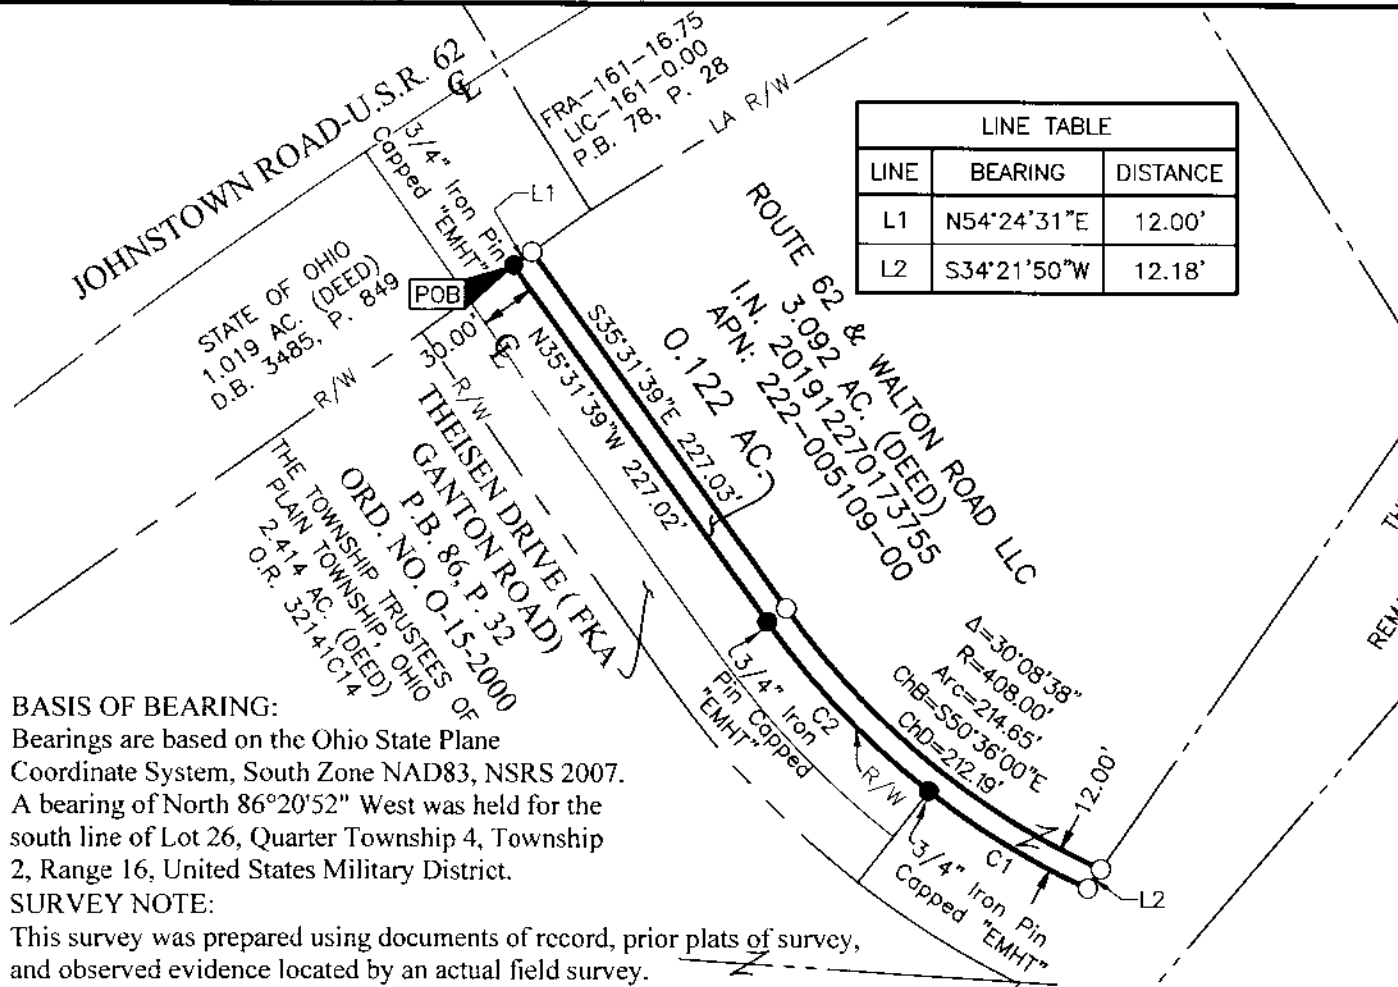 JOHNSTOWN ROAD-U.S.R. 62
℄
FRA-161-16.75
LIC-161-0.00
P.B. 78, P. 28
LA R/W
3/4" Iron Pin
Capped "EMHT"
L1
POB
STATE OF OHIO
1.019 AC. (DEED)
D.B. 3485, P. 849
R/W
30.00'
℄
R/W
LINE TABLE
LINE BEARING DISTANCE
L1 N54°24'31"E 12.00'
L2 S34°21'50"W 12.18'
ROUTE 62 & WALTON ROAD LLC
3.092 AC. (DEED)
I.N. 201912270173755
APN: 222-005109-00
0.122 AC.
S35°31'39"E 227.03'
N35°31'39"W 227.02'
THEISEN DRIVE (FKA
GANTON ROAD)
P.B. 86, P. 32
ORD. NO. O-15-2000
THE TOWNSHIP TRUSTEES OF
PLAIN TOWNSHIP, OHIO
2.414 AC. (DEED)
O.R. 32141C14
3/4" Iron
Pin Capped
"EMHT"
C2
R/W
Δ=30°08'38"
R=408.00'
Arc=214.65'
ChB=S50°36'00"E
ChD=212.19'
12.00'
C1
L2
3/4" Iron Pin
Capped "EMHT"
REM
BASIS OF BEARING:
Bearings are based on the Ohio State Plane
Coordinate System, South Zone NAD83, NSRS 2007.
A bearing of North 86°20'52" West was held for the
south line of Lot 26, Quarter Township 4, Township
2, Range 16, United States Military District.
SURVEY NOTE:
This survey was prepared using documents of record, prior plats of survey,
and observed evidence located by an actual field survey.